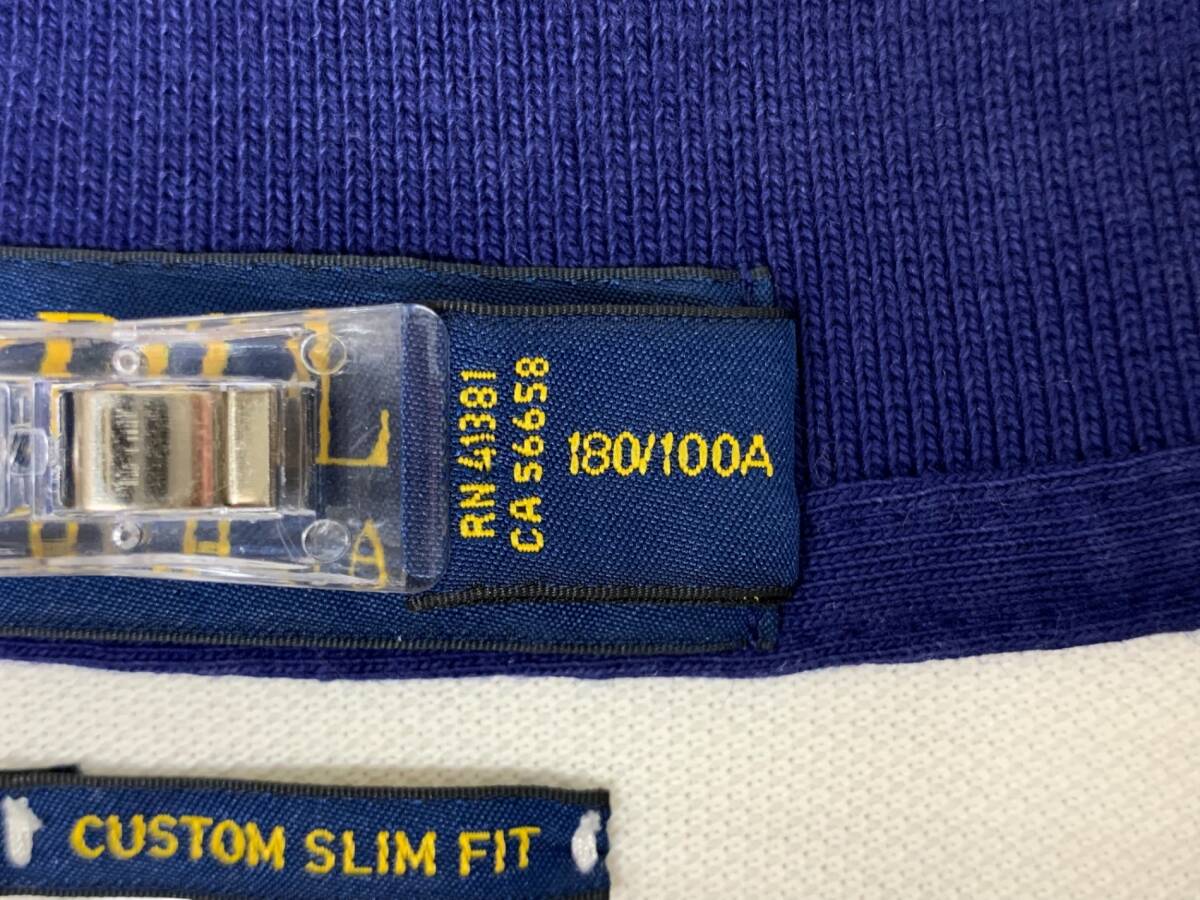 RN 41381
CA 56658
180/100A
CUSTOM SLIM FIT